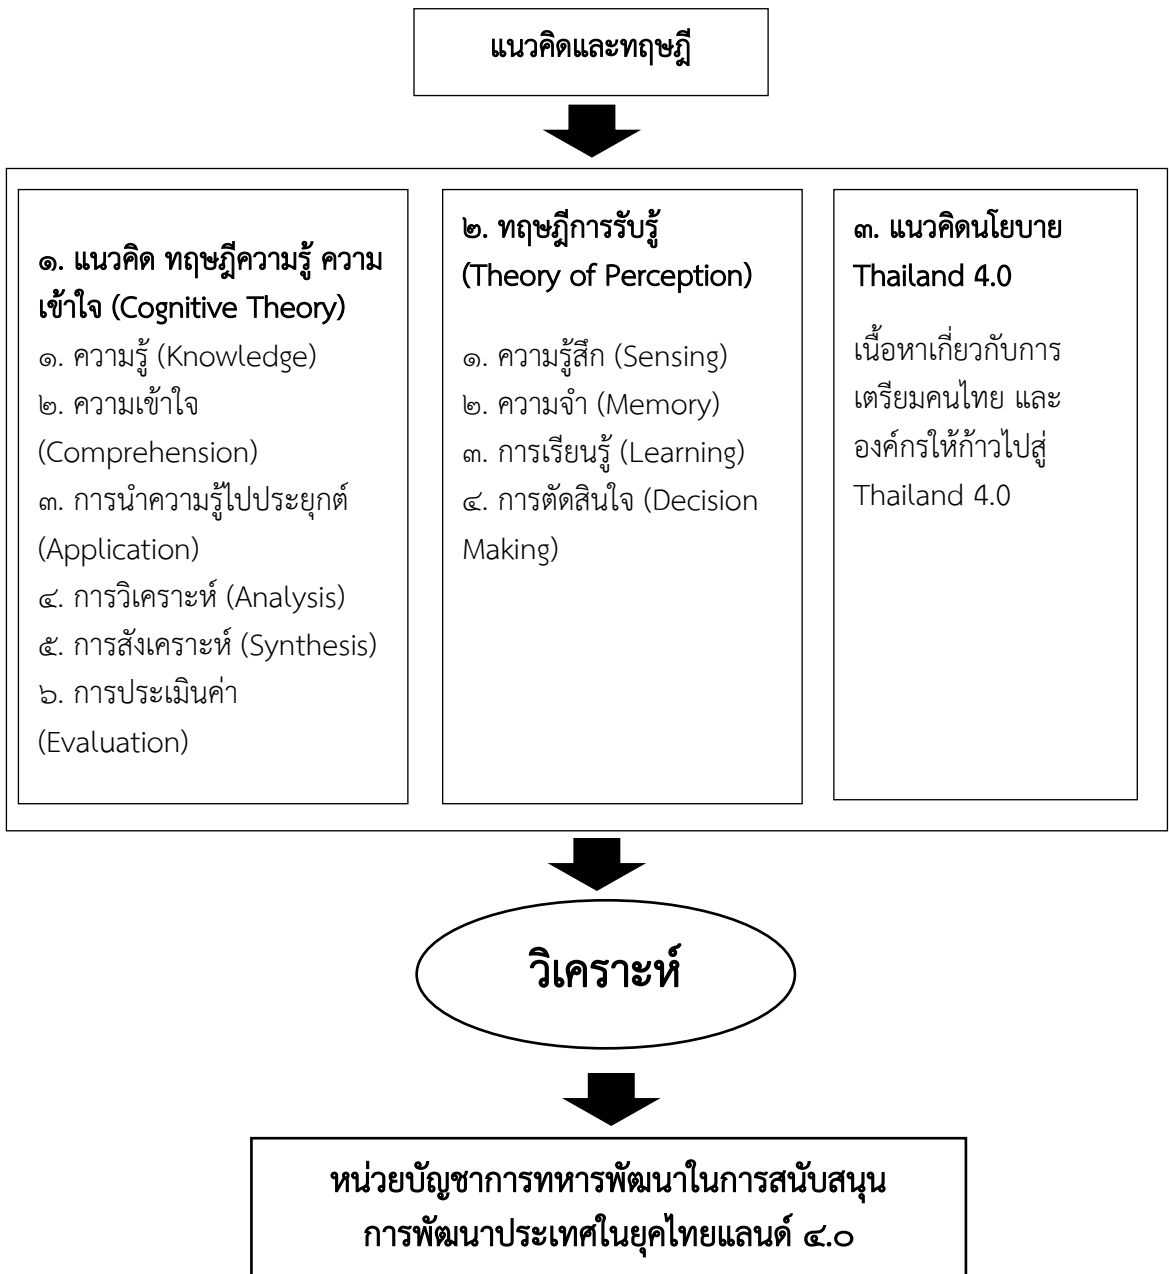 แนวคิดและทฤษฎี
๑. แนวคิด ทฤษฎีความรู้ ความ
เข้าใจ (Cognitive Theory)
๑. ความรู้ (Knowledge)
๒. ความเข้าใจ
(Comprehension)
๓. การนำความรู้ไปประยุกต์
(Application)
๔. การวิเคราะห์ (Analysis)
๕. การสังเคราะห์ (Synthesis)
๖. การประเมินค่า
(Evaluation)
๒. ทฤษฎีการรับรู้
(Theory of Perception)
๑. ความรู้สึก (Sensing)
๒. ความจำ (Memory)
๓. การเรียนรู้ (Learning)
๔. การตัดสินใจ (Decision
Making)
๓. แนวคิดนโยบาย
Thailand 4.0
เนื้อหาเกี่ยวกับการ
เตรียมคนไทย และ
องค์กรให้ก้าวไปสู่
Thailand 4.0
วิเคราะห์
หน่วยบัญชาการทหารพัฒนาในการสนับสนุน
การพัฒนาประเทศในยุคไทยแลนด์ ๔.๐